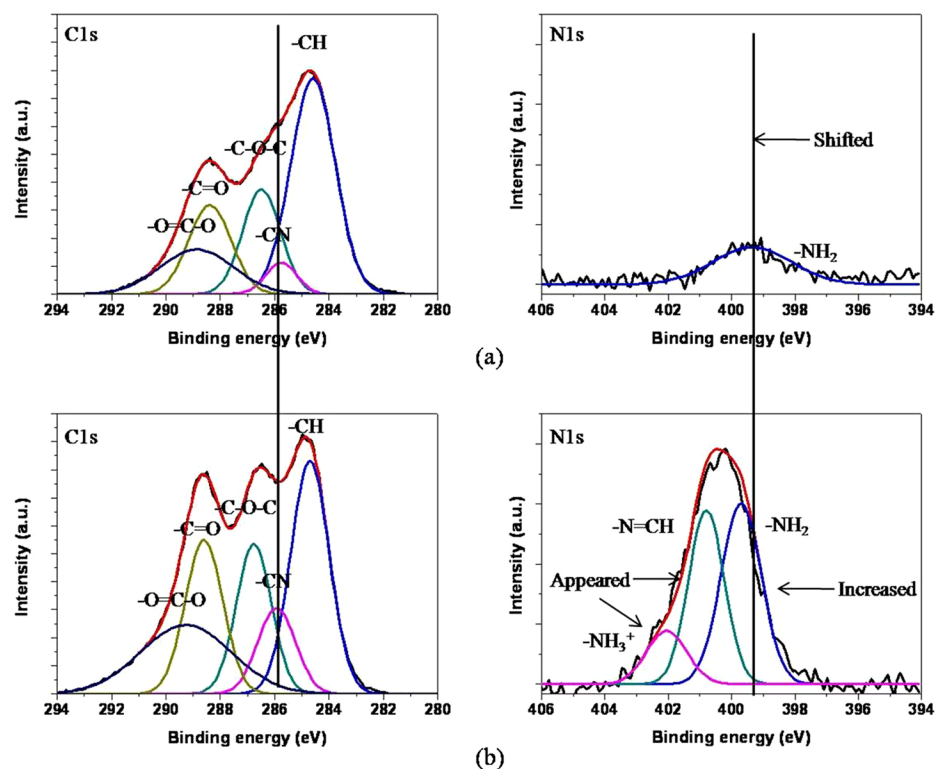 C1s
-CH
-C-O-C
-C=O
-O=C-O
-CN
Intensity (a.u.)
294 292 290 288 286 284 282 280
Binding energy (eV)
N1s
Shifted
-NH₂
Intensity (a.u.)
406 404 402 400 398 396 394
Binding energy (eV)
(a)
C1s
-CH
-C-O-C
-C=O
-CN
-O=C-O
Intensity (a.u.)
294 292 290 288 286 284 282 280
Binding energy (eV)
N1s
-N=CH
-NH₂
Appeared
Increased
-NH₃⁺
Intensity (a.u.)
406 404 402 400 398 396 394
Binding energy (eV)
(b)